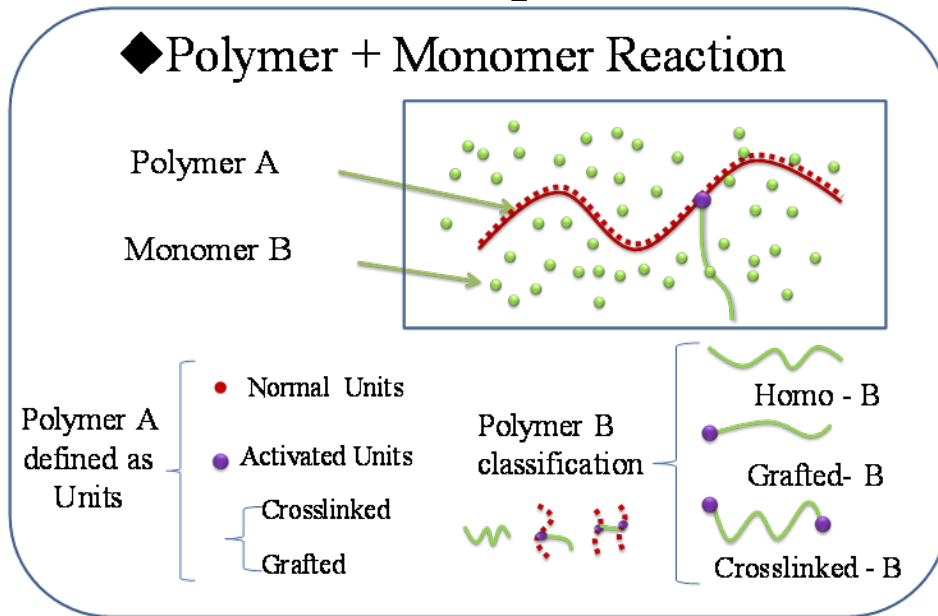 ◆Polymer + Monomer Reaction
Polymer A
Monomer B
Polymer A
defined as
Units
Normal Units
Activated Units
Crosslinked
Grafted
Polymer B
classification
Homo - B
Grafted- B
Crosslinked - B